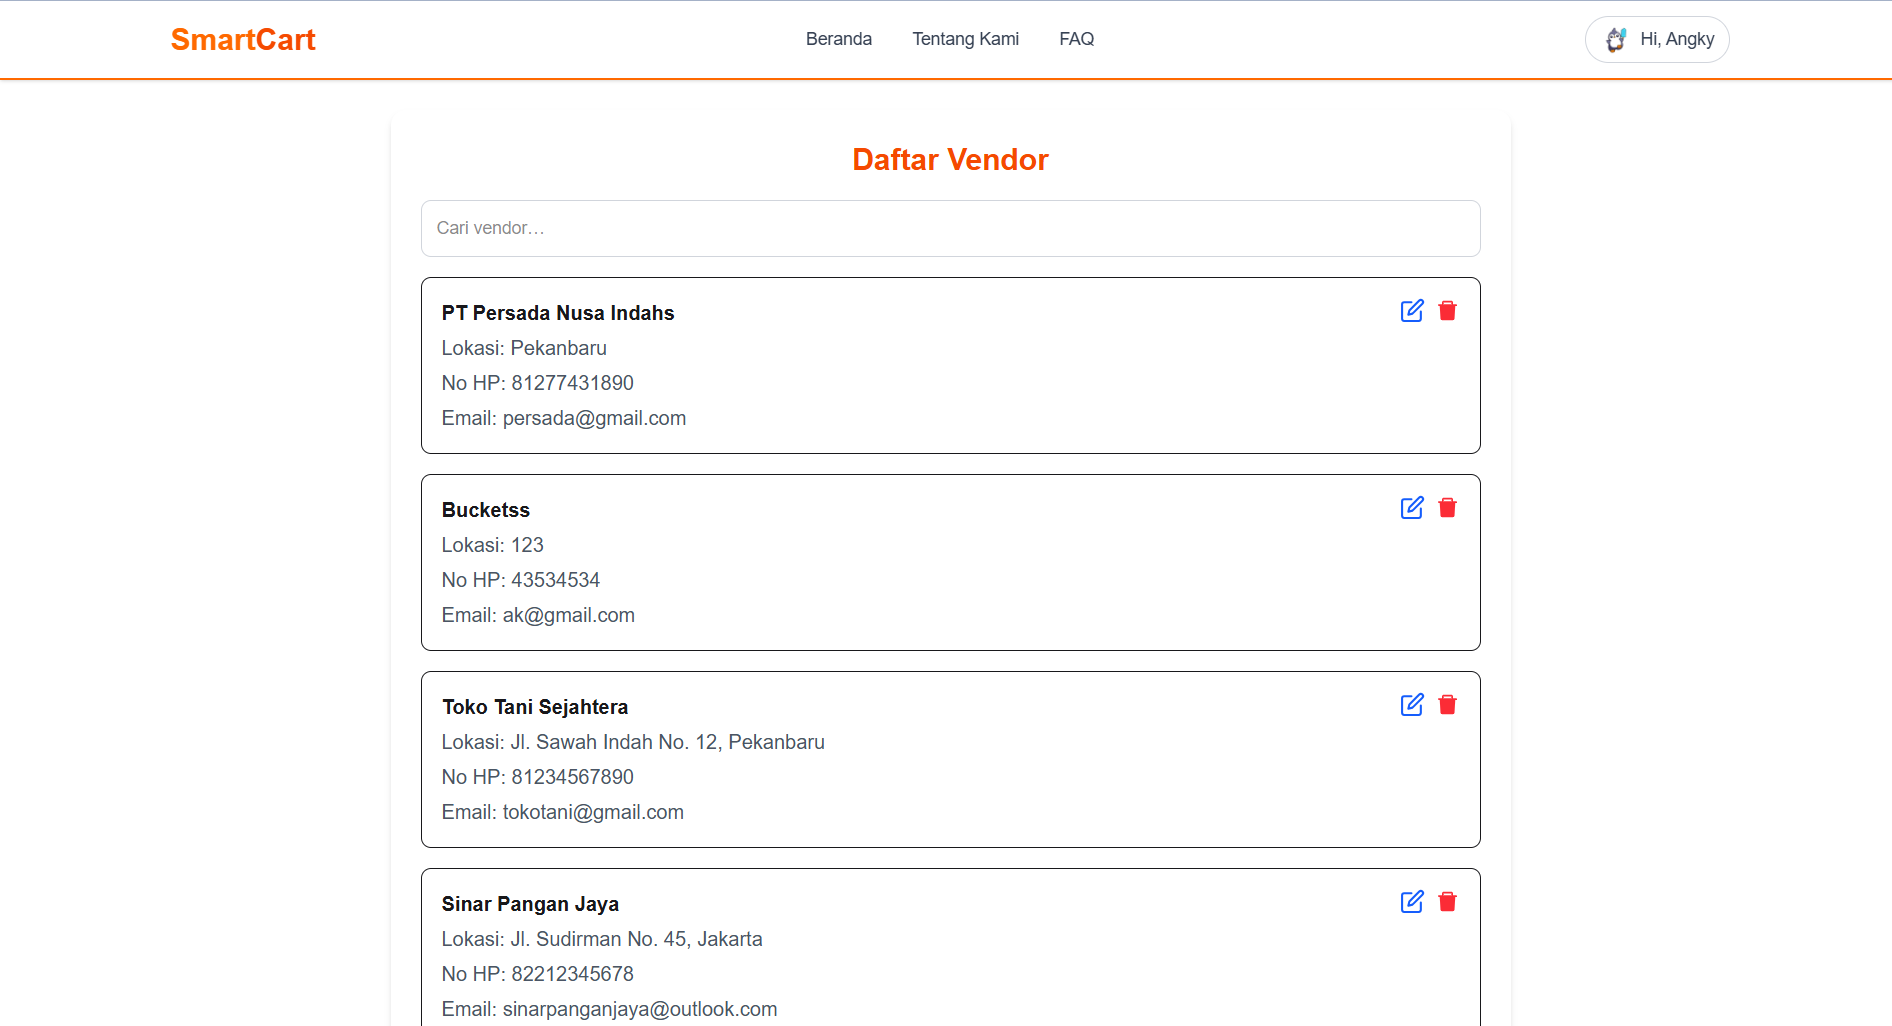 SmartCart
Beranda
Tentang Kami
FAQ
Hi, Angky
Daftar Vendor
Cari vendor...
PT Persada Nusa Indahs
Lokasi: Pekanbaru
No HP: 81277431890
Email: persada@gmail.com
Bucketss
Lokasi: 123
No HP: 43534534
Email: ak@gmail.com
Toko Tani Sejahtera
Lokasi: Jl. Sawah Indah No. 12, Pekanbaru
No HP: 81234567890
Email: tokotani@gmail.com
Sinar Pangan Jaya
Lokasi: Jl. Sudirman No. 45, Jakarta
No HP: 82212345678
Email: sinarpanganjaya@outlook.com